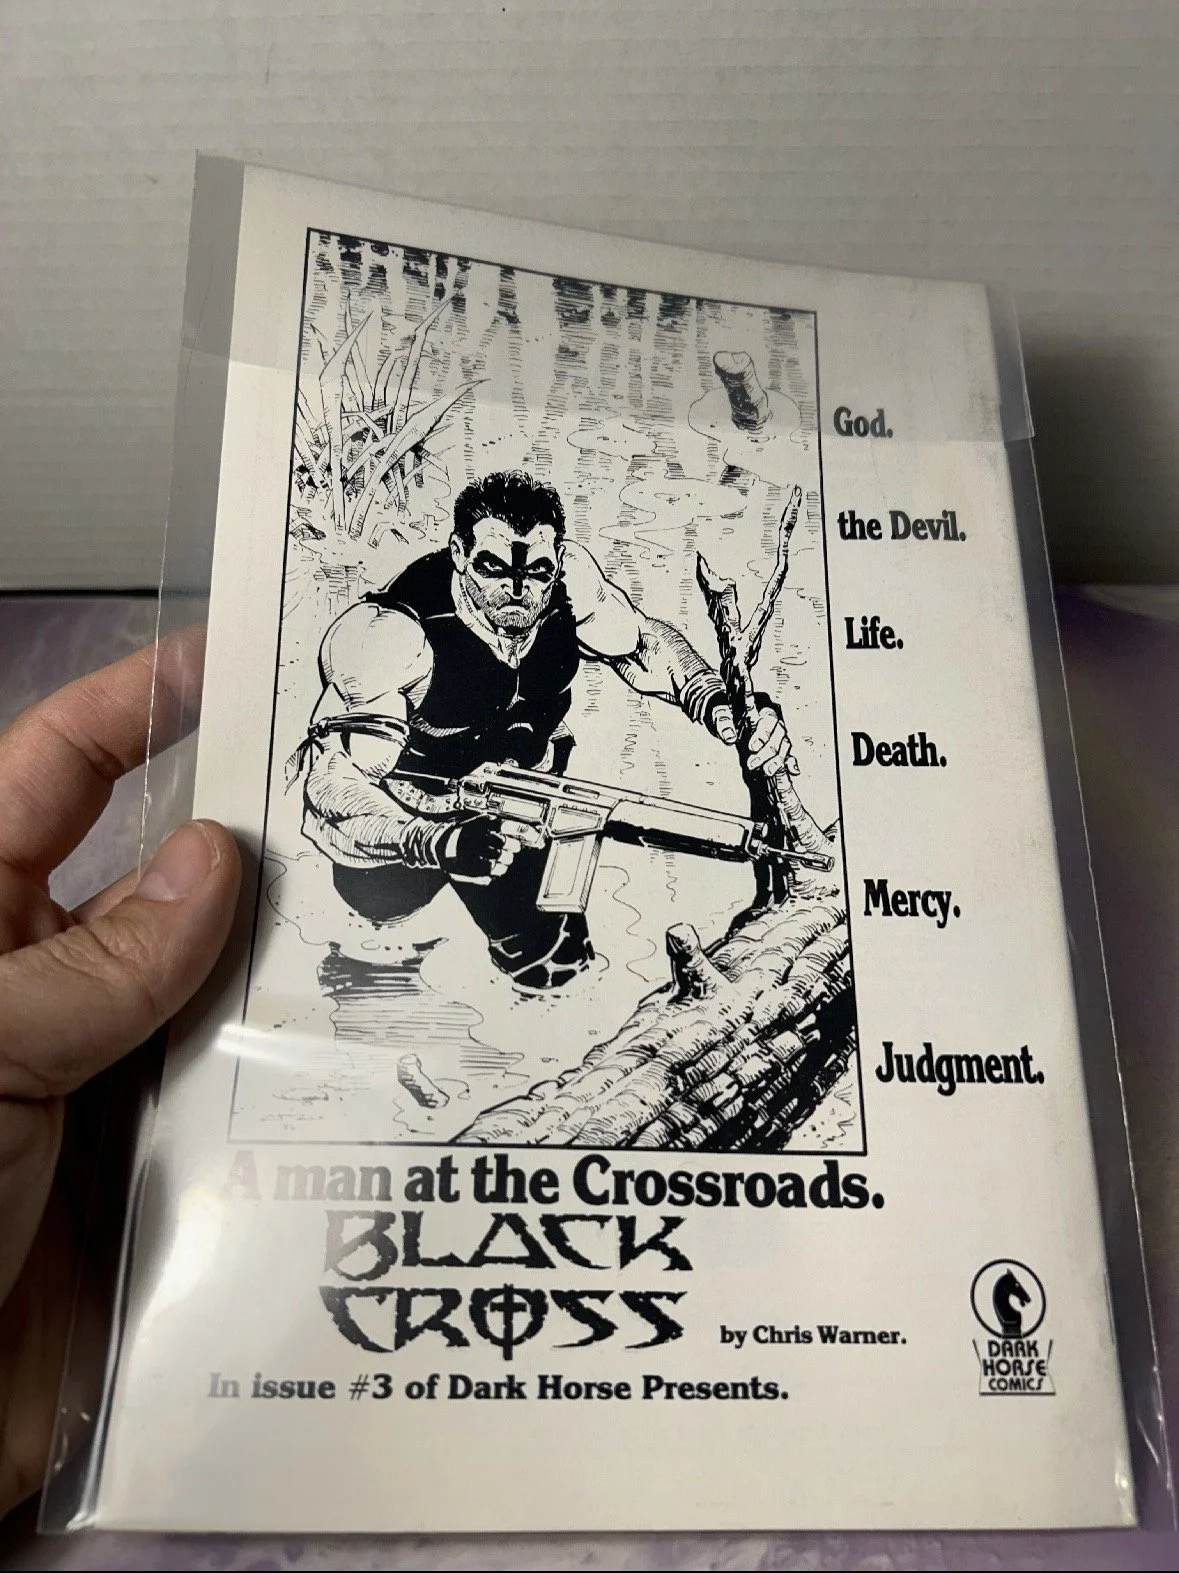 God.
the Devil.
Life.
Death.
Mercy.
Judgment.
A man at the Crossroads.
BLACK
CROSS
by Chris Warner.
In issue #3 of Dark Horse Presents.
DARK
HORSE
COMICS